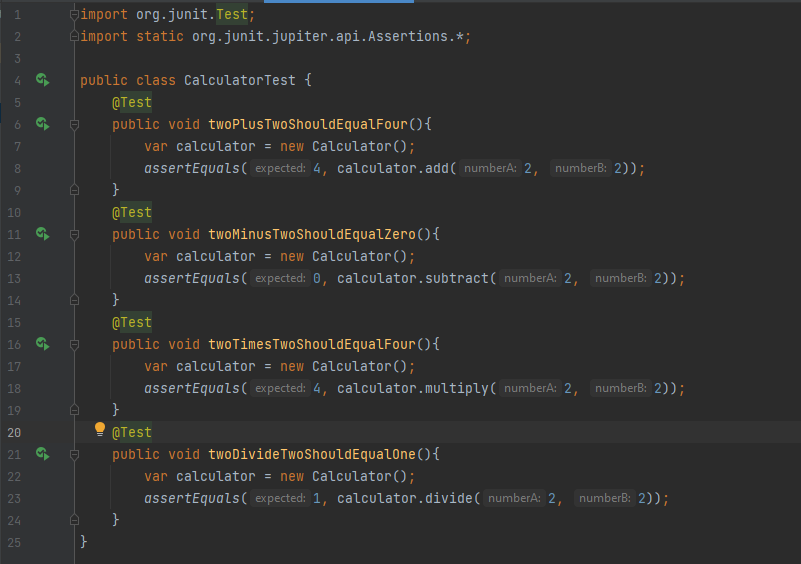 1 import org.junit.Test;
2 import static org.junit.jupiter.api.Assertions.*;
3
4 public class CalculatorTest {
5 @Test
6 public void twoPlusTwoShouldEqualFour(){
7 var calculator = new Calculator();
8 assertEquals( expected: 4, calculator.add( numberA: 2, numberB: 2));
9 }
10 @Test
11 public void twoMinusTwoShouldEqualZero(){
12 var calculator = new Calculator();
13 assertEquals( expected: 0, calculator.subtract( numberA: 2, numberB: 2));
14 }
15 @Test
16 public void twoTimesTwoShouldEqualFour(){
17 var calculator = new Calculator();
18 assertEquals( expected: 4, calculator.multiply( numberA: 2, numberB: 2));
19 }
20 @Test
21 public void twoDivideTwoShouldEqualOne(){
22 var calculator = new Calculator();
23 assertEquals( expected: 1, calculator.divide( numberA: 2, numberB: 2));
24 }
25 }